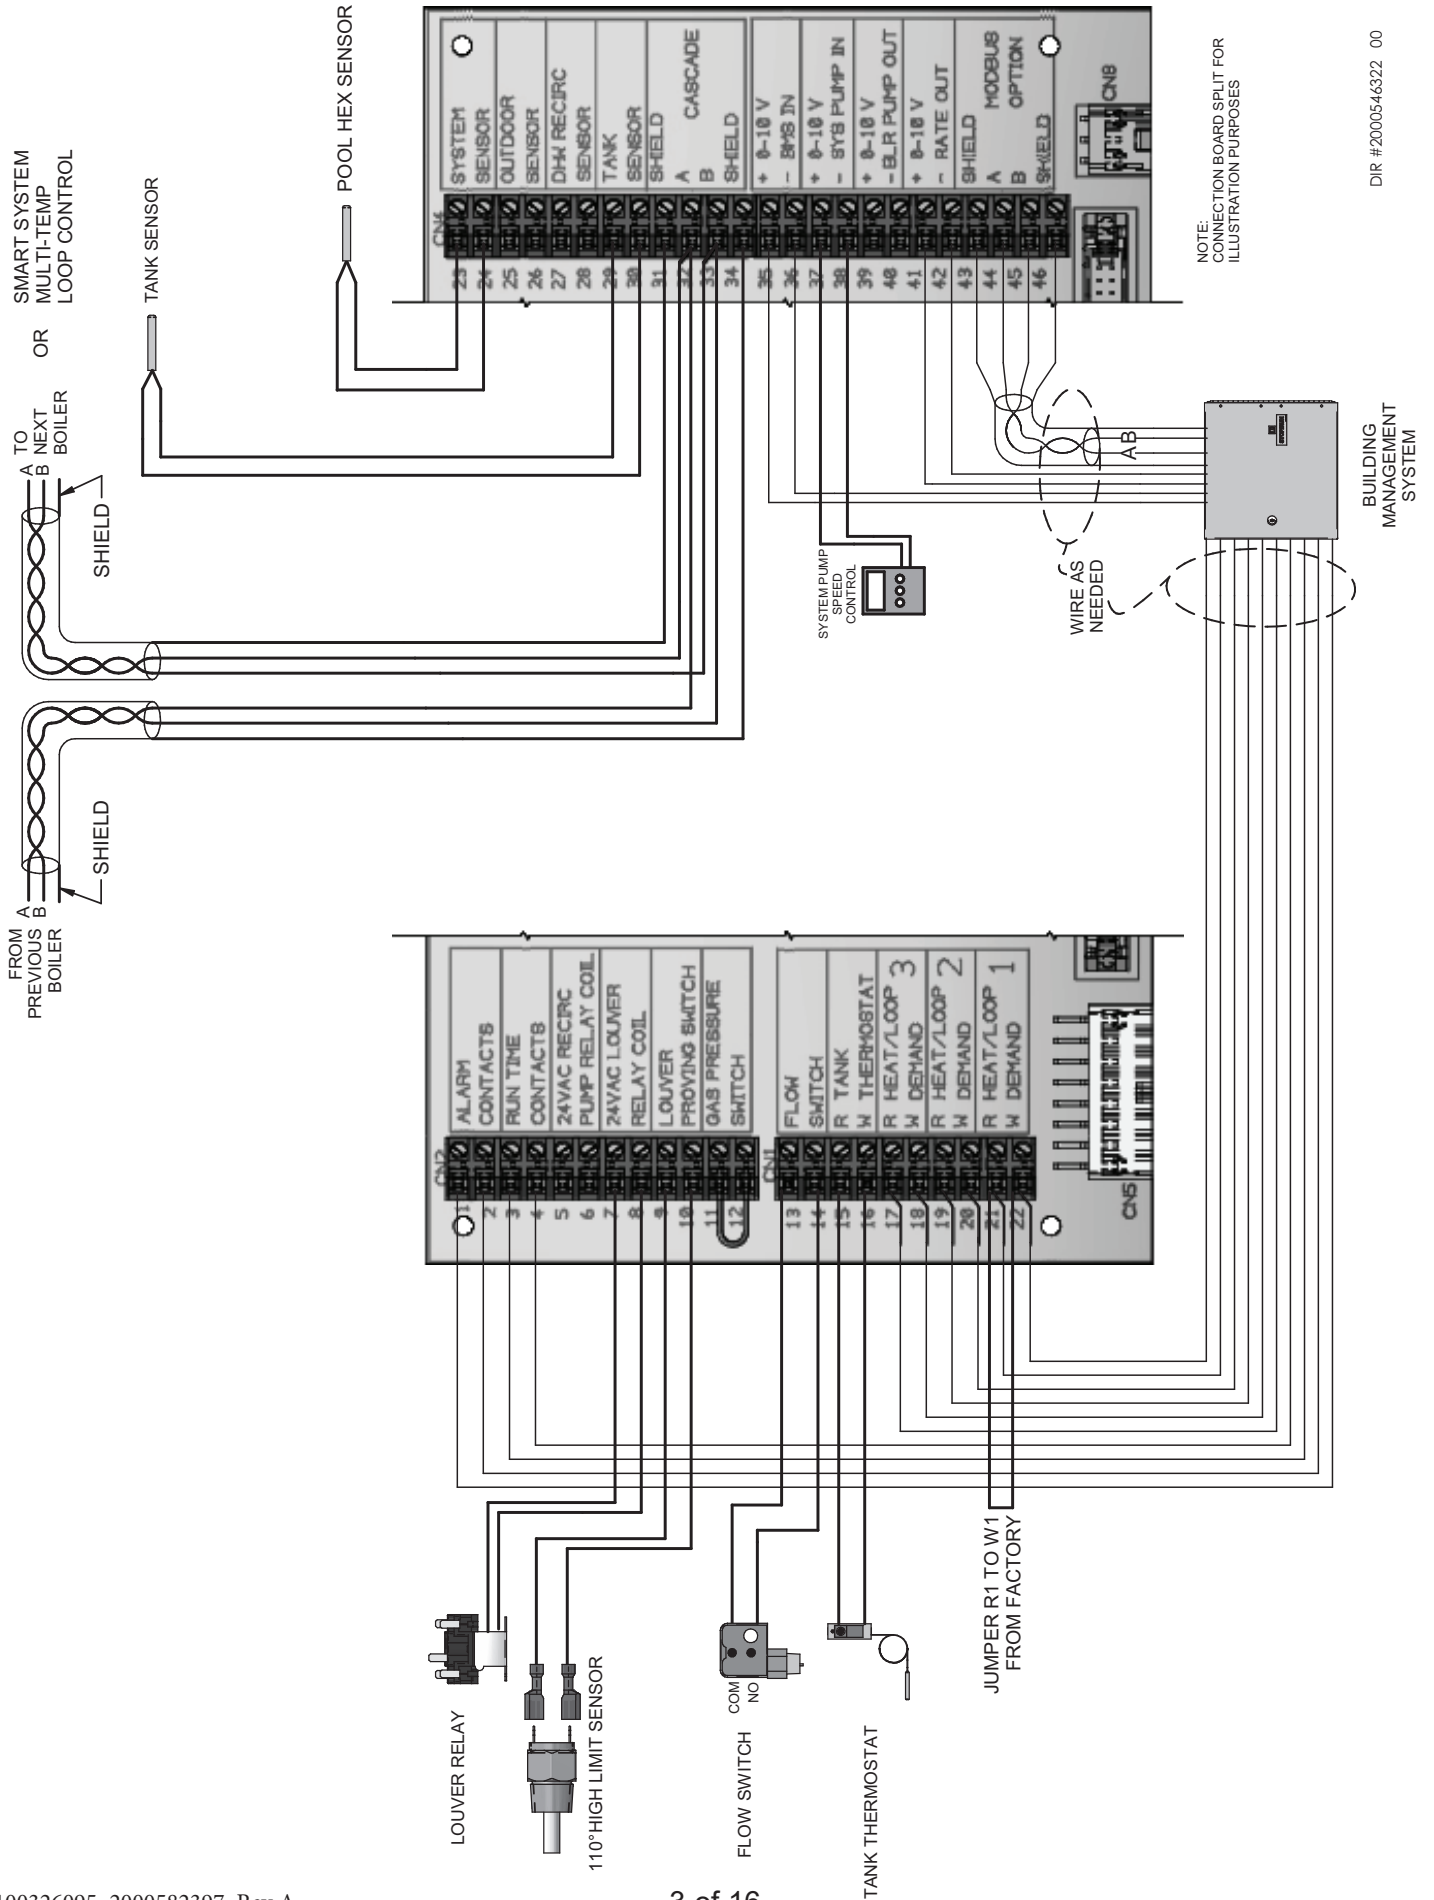 SMART SYSTEM
MULTI-TEMP
LOOP CONTROL
OR
TO
NEXT
BOILER
A
B
SHIELD
TANK SENSOR
POOL HEX SENSOR
FROM
PREVIOUS
BOILER
A
B
SHIELD
CN4
SYSTEM
SENSOR
OUTDOOR
SENSOR
DHW RECIRC
SENSOR
TANK
SENSOR
SHIELD
A
CASCADE
B
SHIELD
+ 0-10 V
- BMS IN
+ 0-10 V
- SYS PUMP IN
+ 0-10 V
- BLR PUMP OUT
+ 0-10 V
- RATE OUT
SHIELD
A
MODBUS
B
OPTION
SHIELD
CN8
23
24
25
26
27
28
29
30
31
32
33
34
35
36
37
38
39
40
41
42
43
44
45
46
NOTE:
CONNECTION BOARD SPLIT FOR
ILLUSTRATION PURPOSES
DIR #2000546322 00
SYSTEM PUMP
SPEED
CONTROL
WIRE AS
NEEDED
A
B
BUILDING
MANAGEMENT
SYSTEM
CN2
ALARM
CONTACTS
RUN TIME
CONTACTS
24VAC RECIRC
PUMP RELAY COIL
24VAC LOUVER
RELAY COIL
LOUVER
PROVING SWITCH
GAS PRESSURE
SWITCH
CN1
FLOW
SWITCH
R TANK
W THERMOSTAT
R HEAT/LOOP
W DEMAND
3
R HEAT/LOOP
W DEMAND
2
R HEAT/LOOP
W DEMAND
1
CN5
1
2
3
4
5
6
7
8
9
10
11
12
13
14
15
16
17
18
19
20
21
22
LOUVER RELAY
110°HIGH LIMIT SENSOR
COM
NO
FLOW SWITCH
TANK THERMOSTAT
JUMPER R1 TO W1
FROM FACTORY
3 of 16